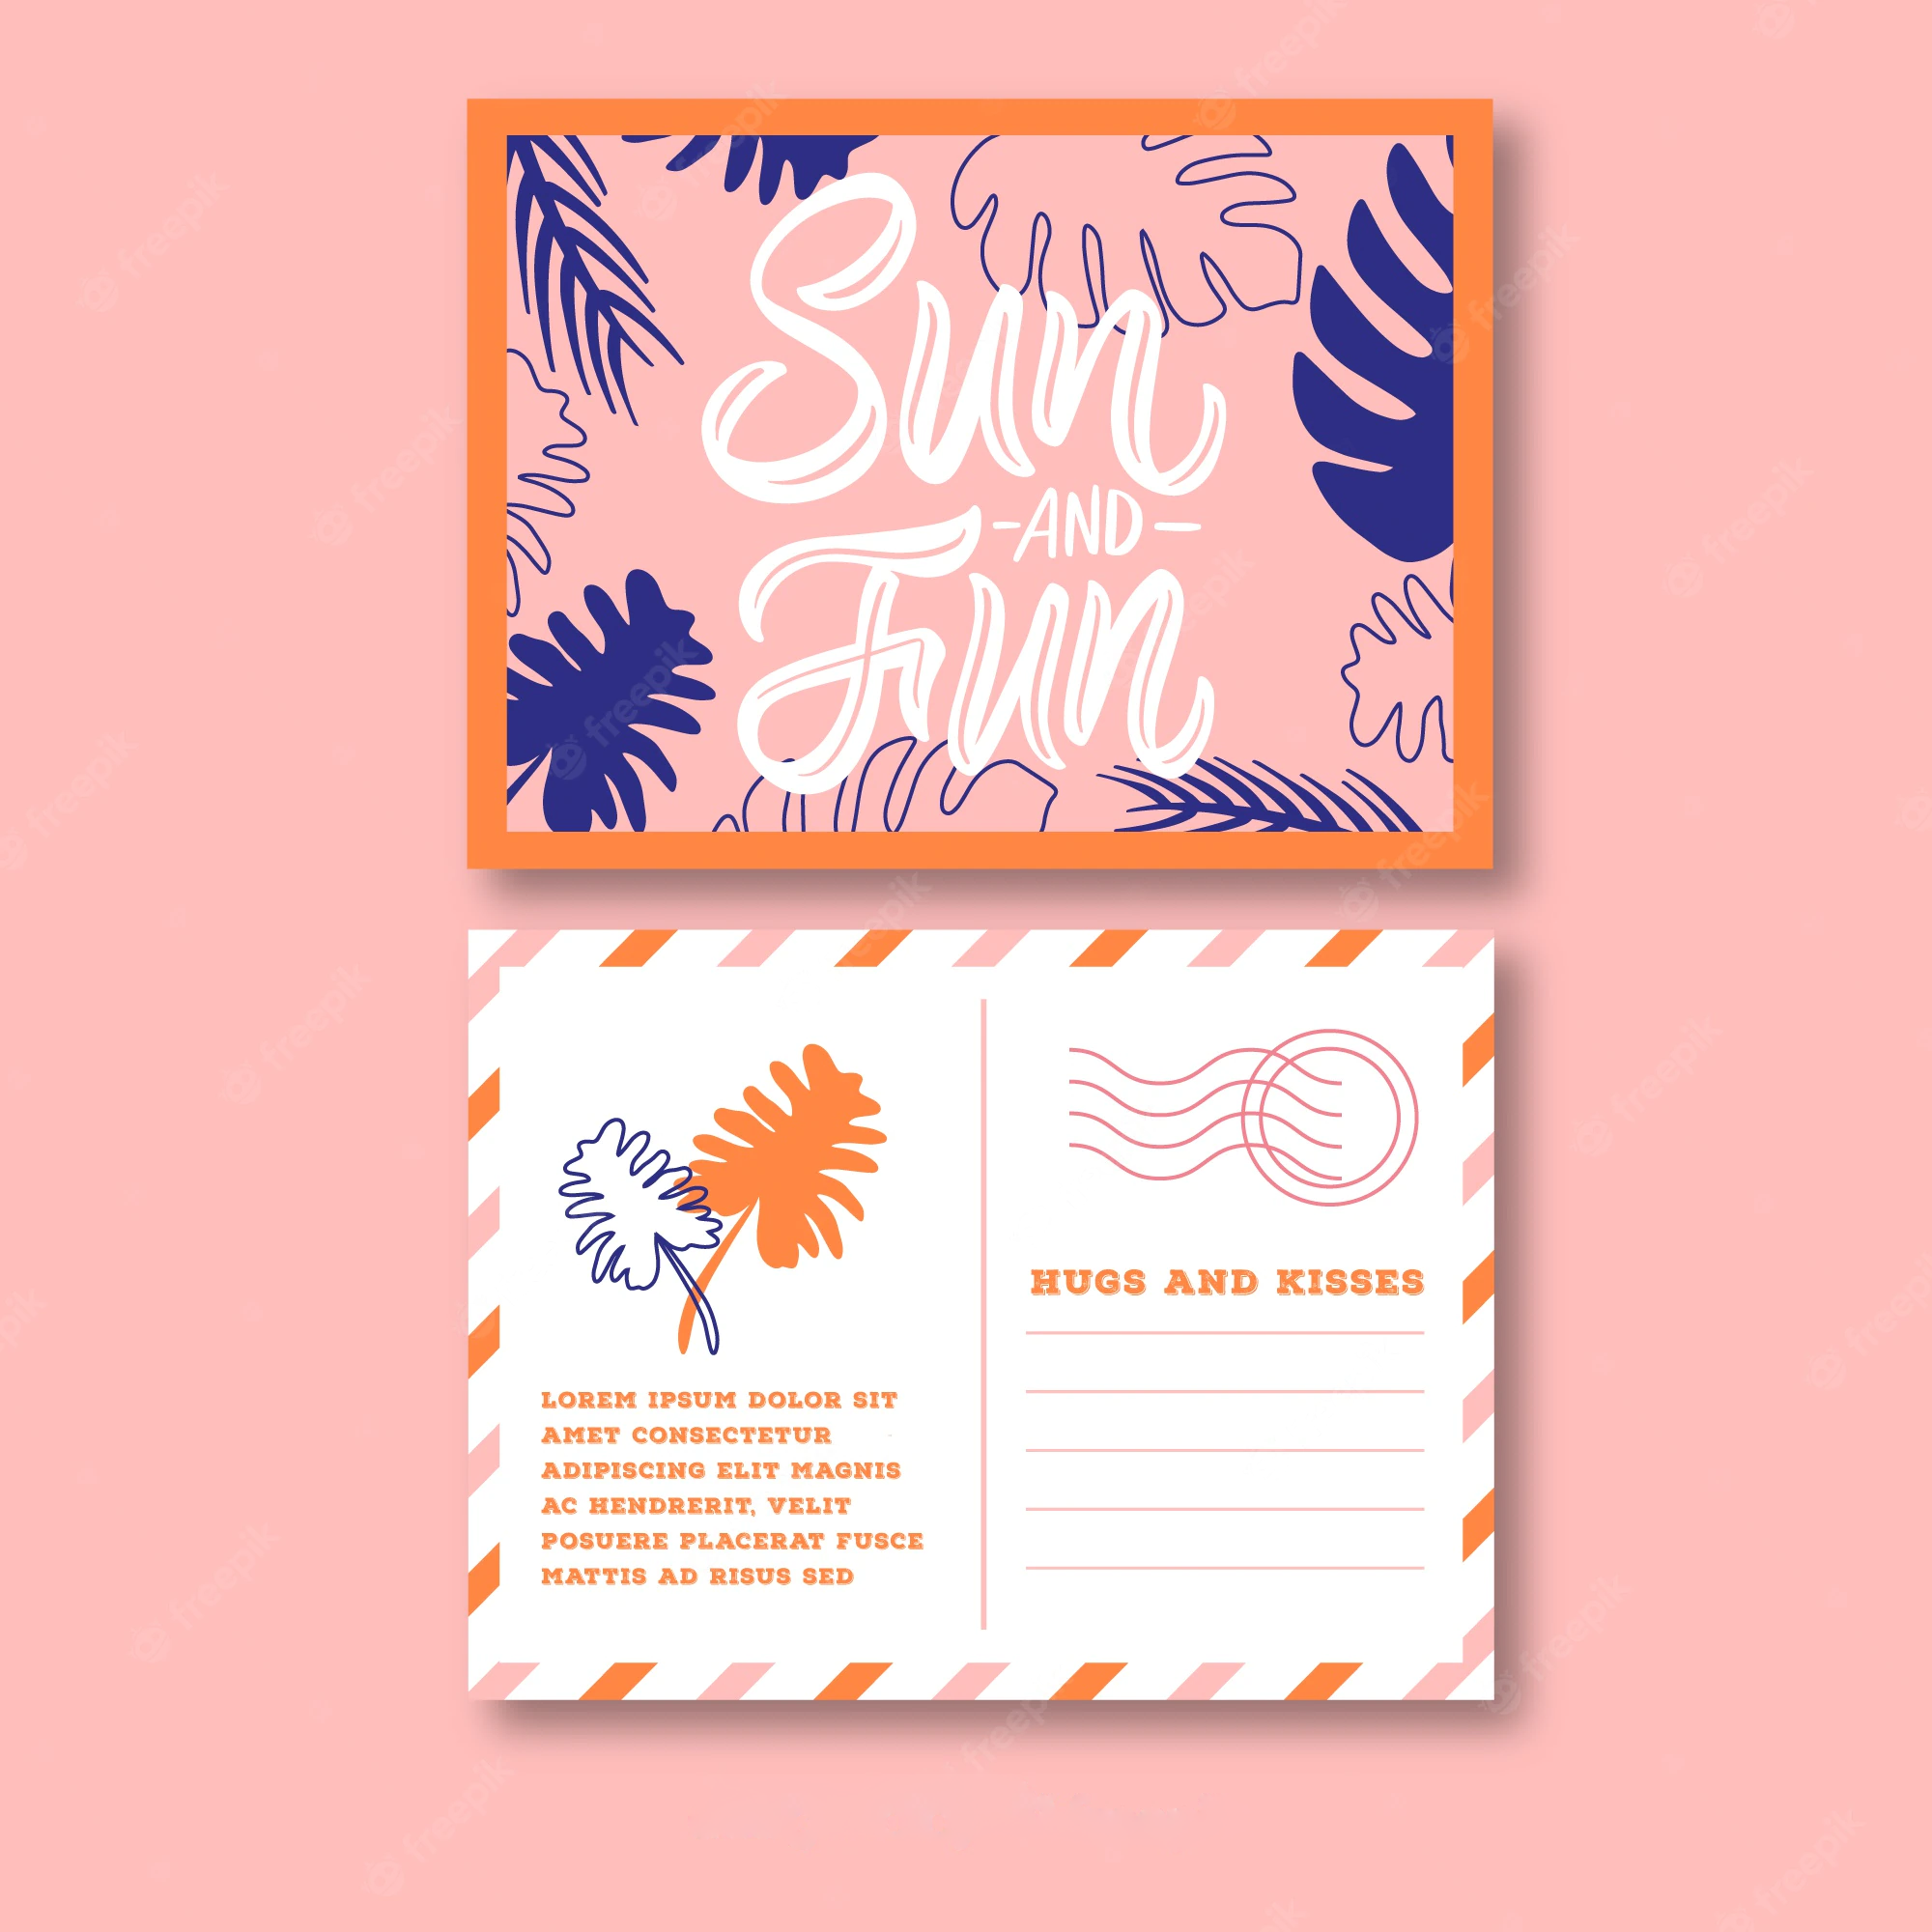 Sun
-AND-
Fun
HUGS AND KISSES
LOREM IPSUM DOLOR SIT
AMET CONSECTETUR
ADIPISCING ELIT MAGNIS
AC HENDRERIT, VELIT
POSUERE PLACERAT FUSCE
MATTIS AD RISUS SED
freepik